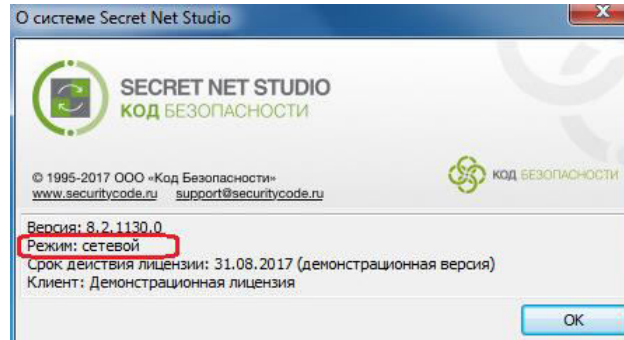 О системе Secret Net Studio
SECRET NET STUDIO
КОД БЕЗОПАСНОСТИ
© 1995-2017 ООО «Код Безопасности»
www.securitycode.ru support@securitycode.ru
КОД БЕЗОПАСНОСТИ
Версия: 8.2.1130.0
Режим: сетевой
Срок действия лицензии: 31.08.2017 (демонстрационная версия)
Клиент: Демонстрационная лицензия
ОК